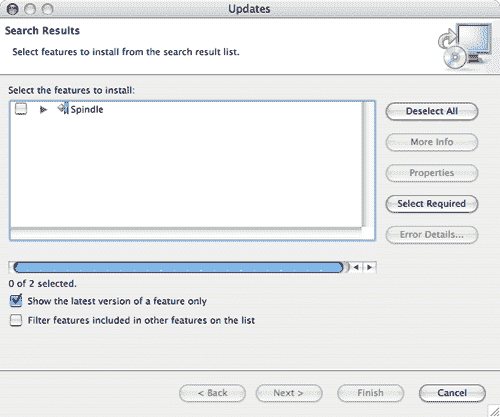 Updates
Search Results
Select features to install from the search result list.
Select the features to install:
Spindle
Deselect All
More Info
Properties
Select Required
Error Details...
0 of 2 selected.
Show the latest version of a feature only
Filter features included in other features on the list
< Back
Next >
Finish
Cancel